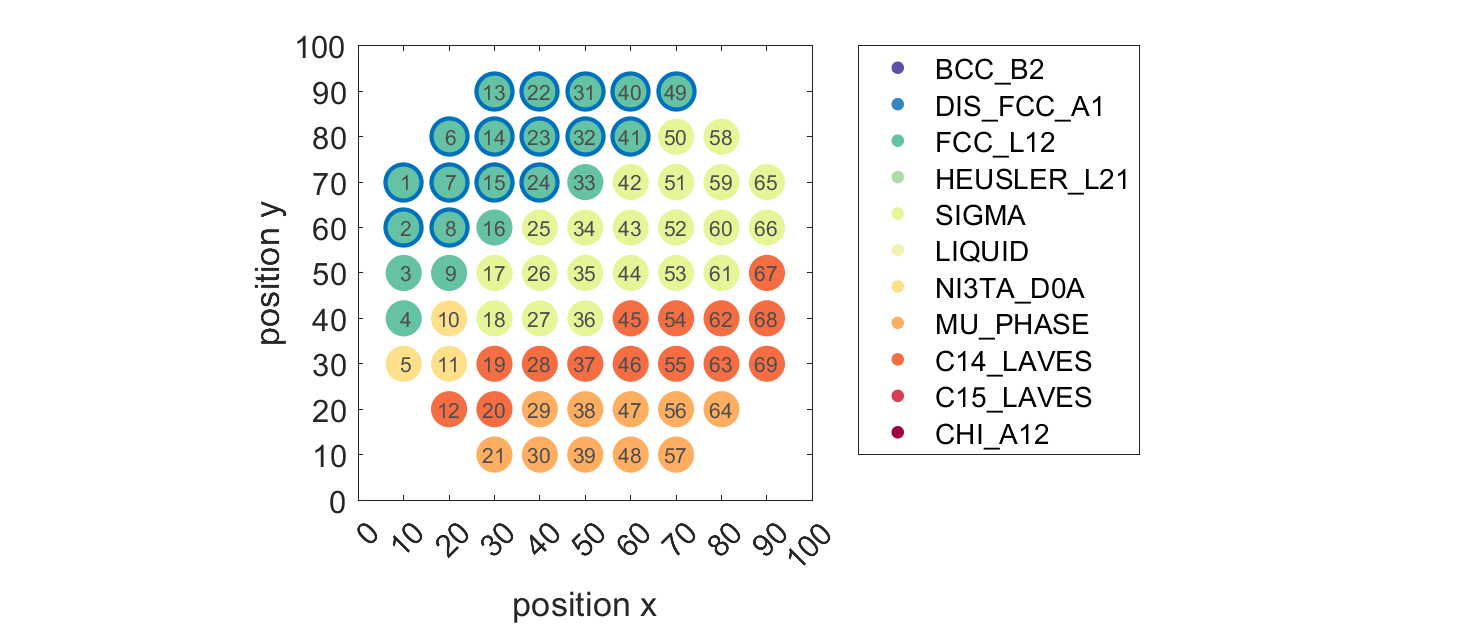 100
90
80
70
60
50
40
30
20
10
0
13 22 31 40 49
6 14 23 32 41 50 58
1 7 15 24 33 42 51 59 65
2 8 16 25 34 43 52 60 66
3 9 17 26 35 44 53 61 67
4 10 18 27 36 45 54 62 68
5 11 19 28 37 46 55 63 69
12 20 29 38 47 56 64
21 30 39 48 57
0 10 20 30 40 50 60 70 80 90 100
position x
position y
BCC_B2
DIS_FCC_A1
FCC_L12
HEUSLER_L21
SIGMA
LIQUID
NI3TA_D0A
MU_PHASE
C14_LAVES
C15_LAVES
CHI_A12